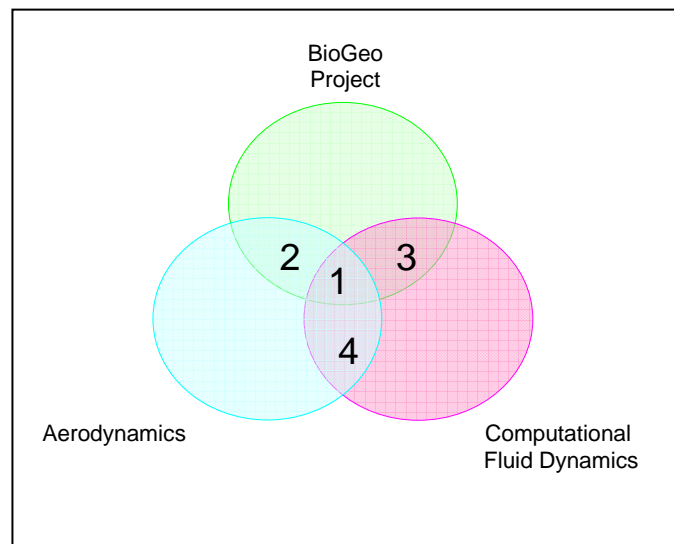 BioGeo
Project
2
3
1
4
Aerodynamics
Computational
Fluid Dynamics